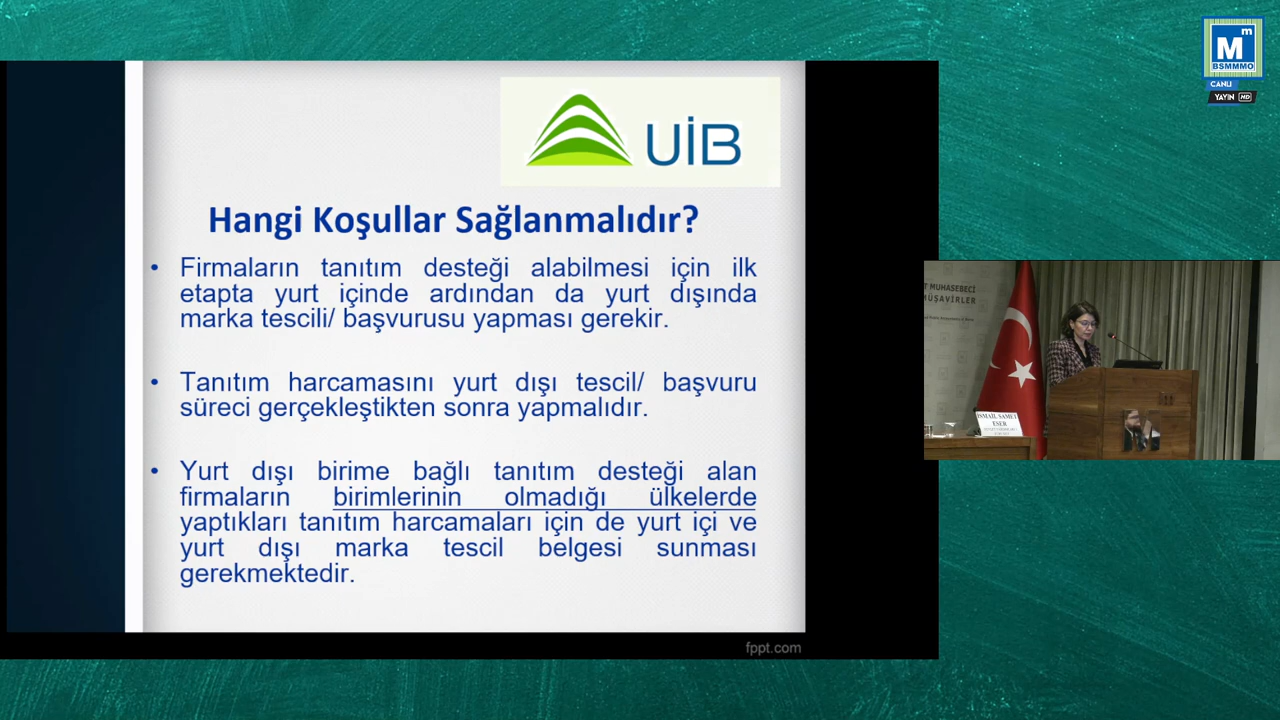 Mm
BSMMMO
CANLI
YAYIN HD
UİB
Hangi Koşullar Sağlanmalıdır?
• Firmaların tanıtım desteği alabilmesi için ilk
etapta yurt içinde ardından da yurt dışında
marka tescili/ başvurusu yapması gerekir.
• Tanıtım harcamasını yurt dışı tescil/ başvuru
süreci gerçekleştikten sonra yapmalıdır.
• Yurt dışı birime bağlı tanıtım desteği alan
firmaların birimlerinin olmadığı ülkelerde
yaptıkları tanıtım harcamaları için de yurt içi ve
yurt dışı marka tescil belgesi sunması
gerekmektedir.
fppt.com
T MUHASEBECİ
MÜŞAVİRLER
İSMAİL SAMET
ESER